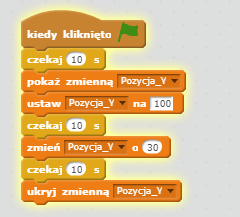 kiedy kliknięto
czekaj 10 s
pokaż zmienną Pozycja_Y
ustaw Pozycja_Y na 100
czekaj 10 s
zmień Pozycja_Y o 30
czekaj 10 s
ukryj zmienną Pozycja_Y